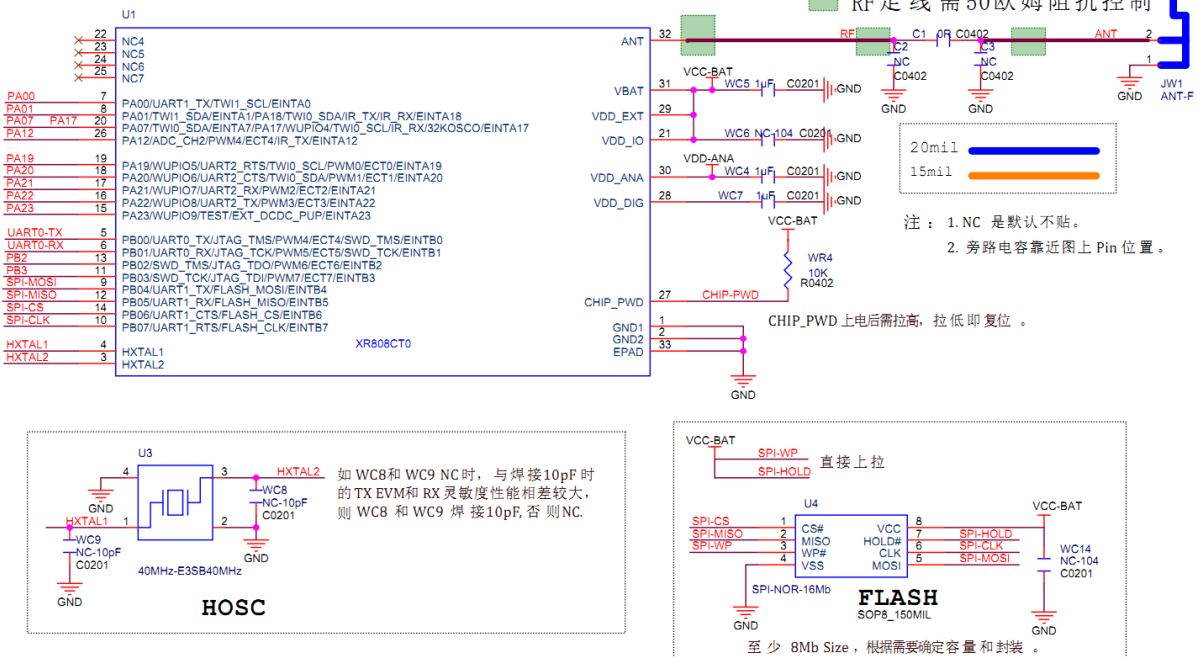 RF走线需50欧姆阻抗控制
U1
22 NC4
23 NC5
24 NC6
25 NC7
PA00 7 PA00/UART1_TX/TWI1_SCL/EINTA0
PA01 8 PA01/TWI1_SDA/EINTA1/PA18/TWI0_SDA/IR_TX/IR_RX/EINTA18
PA07 PA17 20 PA07/TWI0_SDA/EINTA7/PA17/WUPIO4/TWI0_SCL/IR_RX/32KOSCO/EINTA17
PA12 26 PA12/ADC_CH2/PWM4/ECT4/IR_TX/EINTA12
PA19 19 PA19/WUPIO5/UART2_RTS/TWI0_SCL/PWM0/ECT0/EINTA19
PA20 18 PA20/WUPIO6/UART2_CTS/TWI0_SDA/PWM1/ECT1/EINTA20
PA21 17 PA21/WUPIO7/UART2_RX/PWM2/ECT2/EINTA21
PA22 16 PA22/WUPIO8/UART2_TX/PWM3/ECT3/EINTA22
PA23 15 PA23/WUPIO9/TEST/EXT_DCDC_PUP/EINTA23
UART0-TX 5 PB00/UART0_TX/JTAG_TMS/PWM4/ECT4/SWD_TMS/EINTB0
UART0-RX 6 PB01/UART0_RX/JTAG_TCK/PWM5/ECT5/SWD_TCK/EINTB1
PB2 13 PB02/SWD_TMS/JTAG_TDO/PWM6/ECT6/EINTB2
PB3 11 PB03/SWD_TCK/JTAG_TDI/PWM7/ECT7/EINTB3
SPI-MOSI 9 PB04/UART1_TX/FLASH_MOSI/EINTB4
SPI-MISO 12 PB05/UART1_RX/FLASH_MISO/EINTB5
SPI-CS 14 PB06/UART1_CTS/FLASH_CS/EINTB6
SPI-CLK 10 PB07/UART1_RTS/FLASH_CLK/EINTB7
HXTAL1 4 HXTAL1
HXTAL2 3 HXTAL2
XR808CT0
ANT 32 RF C1 0R C0402 ANT 2
C2 NC C0402
GND
C3 NC C0402
GND
1
GND
JW1
ANT-F
VCC-BAT
VBAT 31 WC5 1uF C0201 GND
VDD_EXT 29
VDD_IO 21 WC6 NC-104 C0201 GND
VDD-ANA
VDD_ANA 30 WC4 1uF C0201 GND
VDD_DIG 28 WC7 1uF C0201 GND
VCC-BAT
WR4
10K
R0402
CHIP_PWD 27 CHIP-PWD
GND1 1
GND2 2
EPAD 33
GND
CHIP_PWD 上电后需拉高，拉低即复位 。
20mil
15mil
注： 1. NC 是默认不贴。
2. 旁路电容靠近图上 Pin 位置。
U3
4 3 HXTAL2
GND
HXTAL1 1 2
WC8
NC-10pF
C0201
GND
WC9
NC-10pF
C0201
GND
40MHz-E3SB40MHz
HOSC
如 WC8和 WC9 NC时，与焊接10pF 时
的 TX EVM和 RX 灵敏度性能相差较大，
则 WC8 和 WC9 焊接10pF, 否则NC.
VCC-BAT
SPI-WP
SPI-HOLD
直接上拉
U4
SPI-CS 1 CS# VCC 8
SPI-MISO 2 MISO HOLD# 7 SPI-HOLD
SPI-WP 3 WP# CLK 6 SPI-CLK
4 VSS MOSI 5 SPI-MOSI
GND
VCC-BAT
WC14
NC-104
C0201
GND
SPI-NOR-16Mb
FLASH
SOP8_150MIL
至少 8Mb Size，根据需要确定容量和封装 。